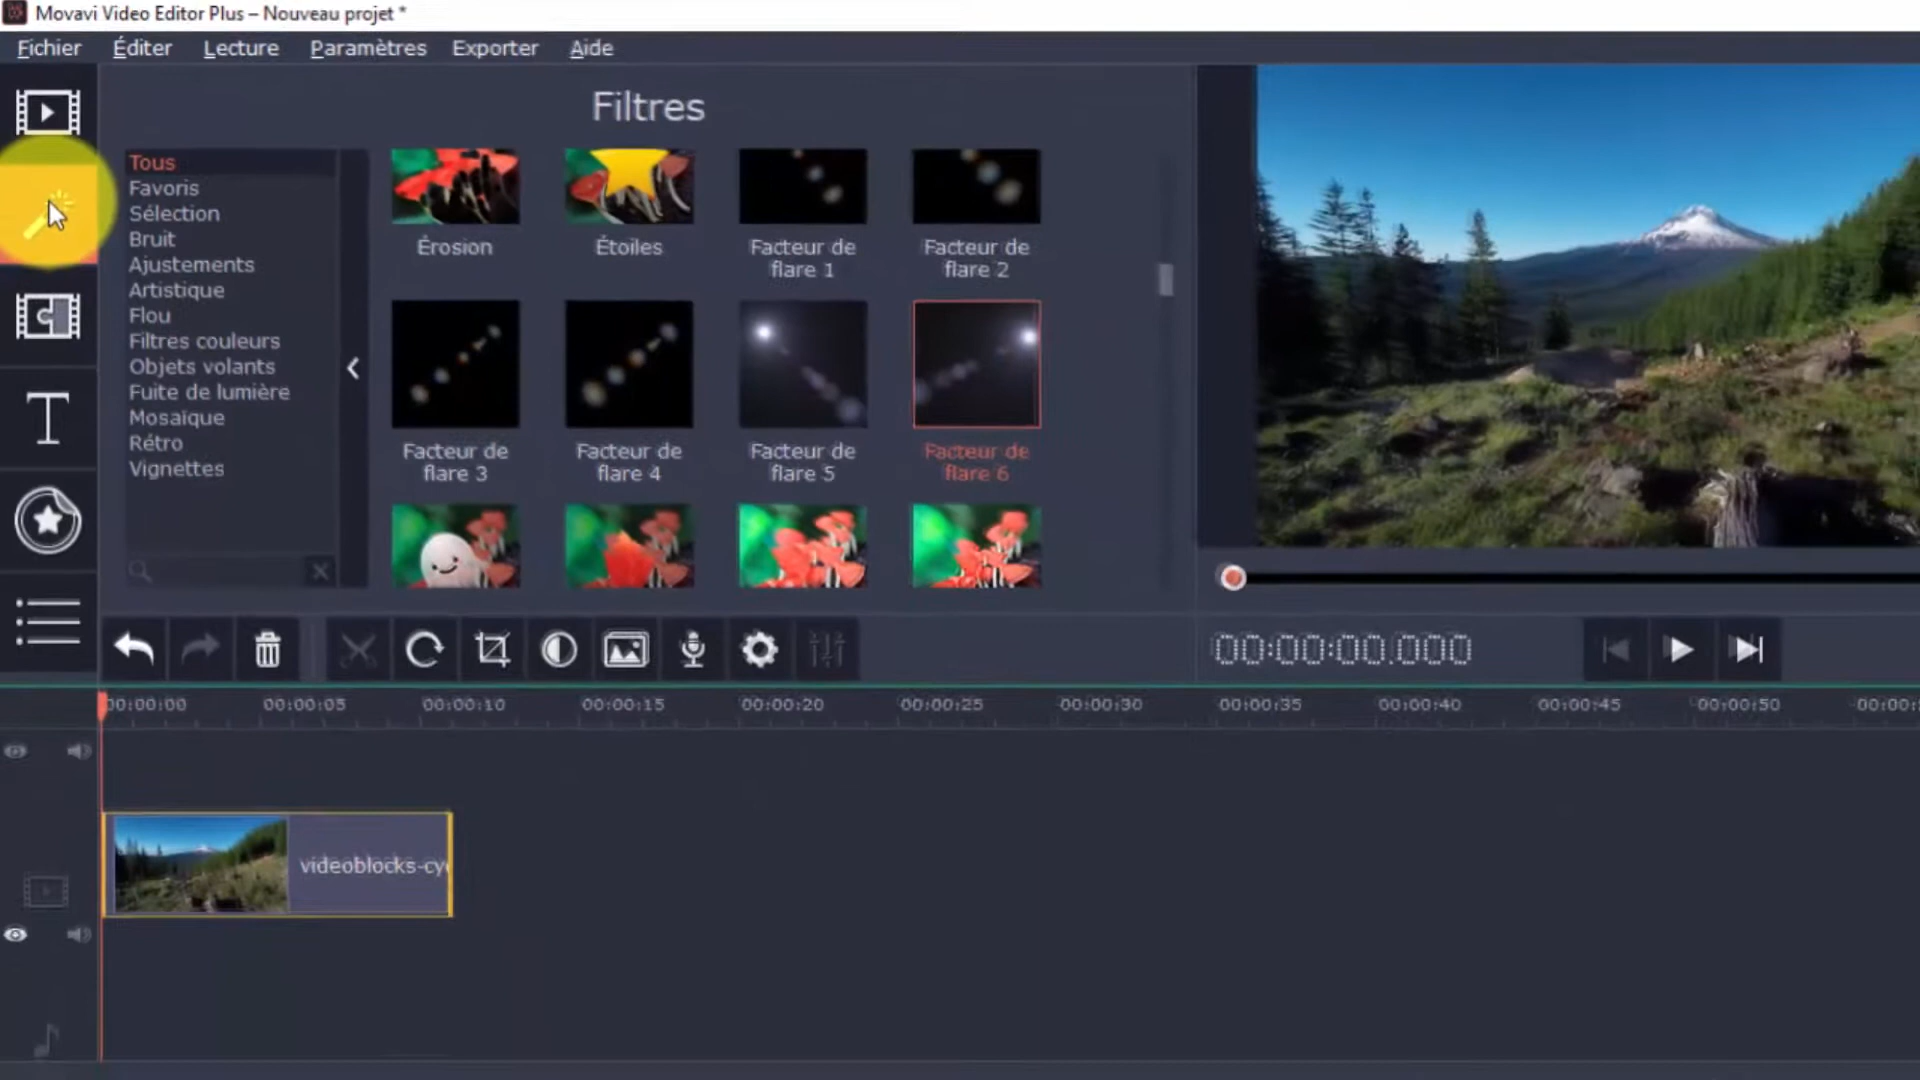 Movavi Video Editor Plus – Nouveau projet *
Fichier Éditer Lecture Paramètres Exporter Aide
Filtres
Tous
Favoris
Sélection
Bruit
Ajustements
Artistique
Flou
Filtres couleurs
Objets volants
Fuite de lumière
Mosaïque
Rétro
Vignettes
Érosion
Étoiles
Facteur de
flare 1
Facteur de
flare 2
Facteur de
flare 3
Facteur de
flare 4
Facteur de
flare 5
Facteur de
flare 6
00:00:00.000
00:00:00 00:00:05 00:00:10 00:00:15 00:00:20 00:00:25 00:00:30 00:00:35 00:00:40 00:00:45 00:00:50
videoblocks-cy